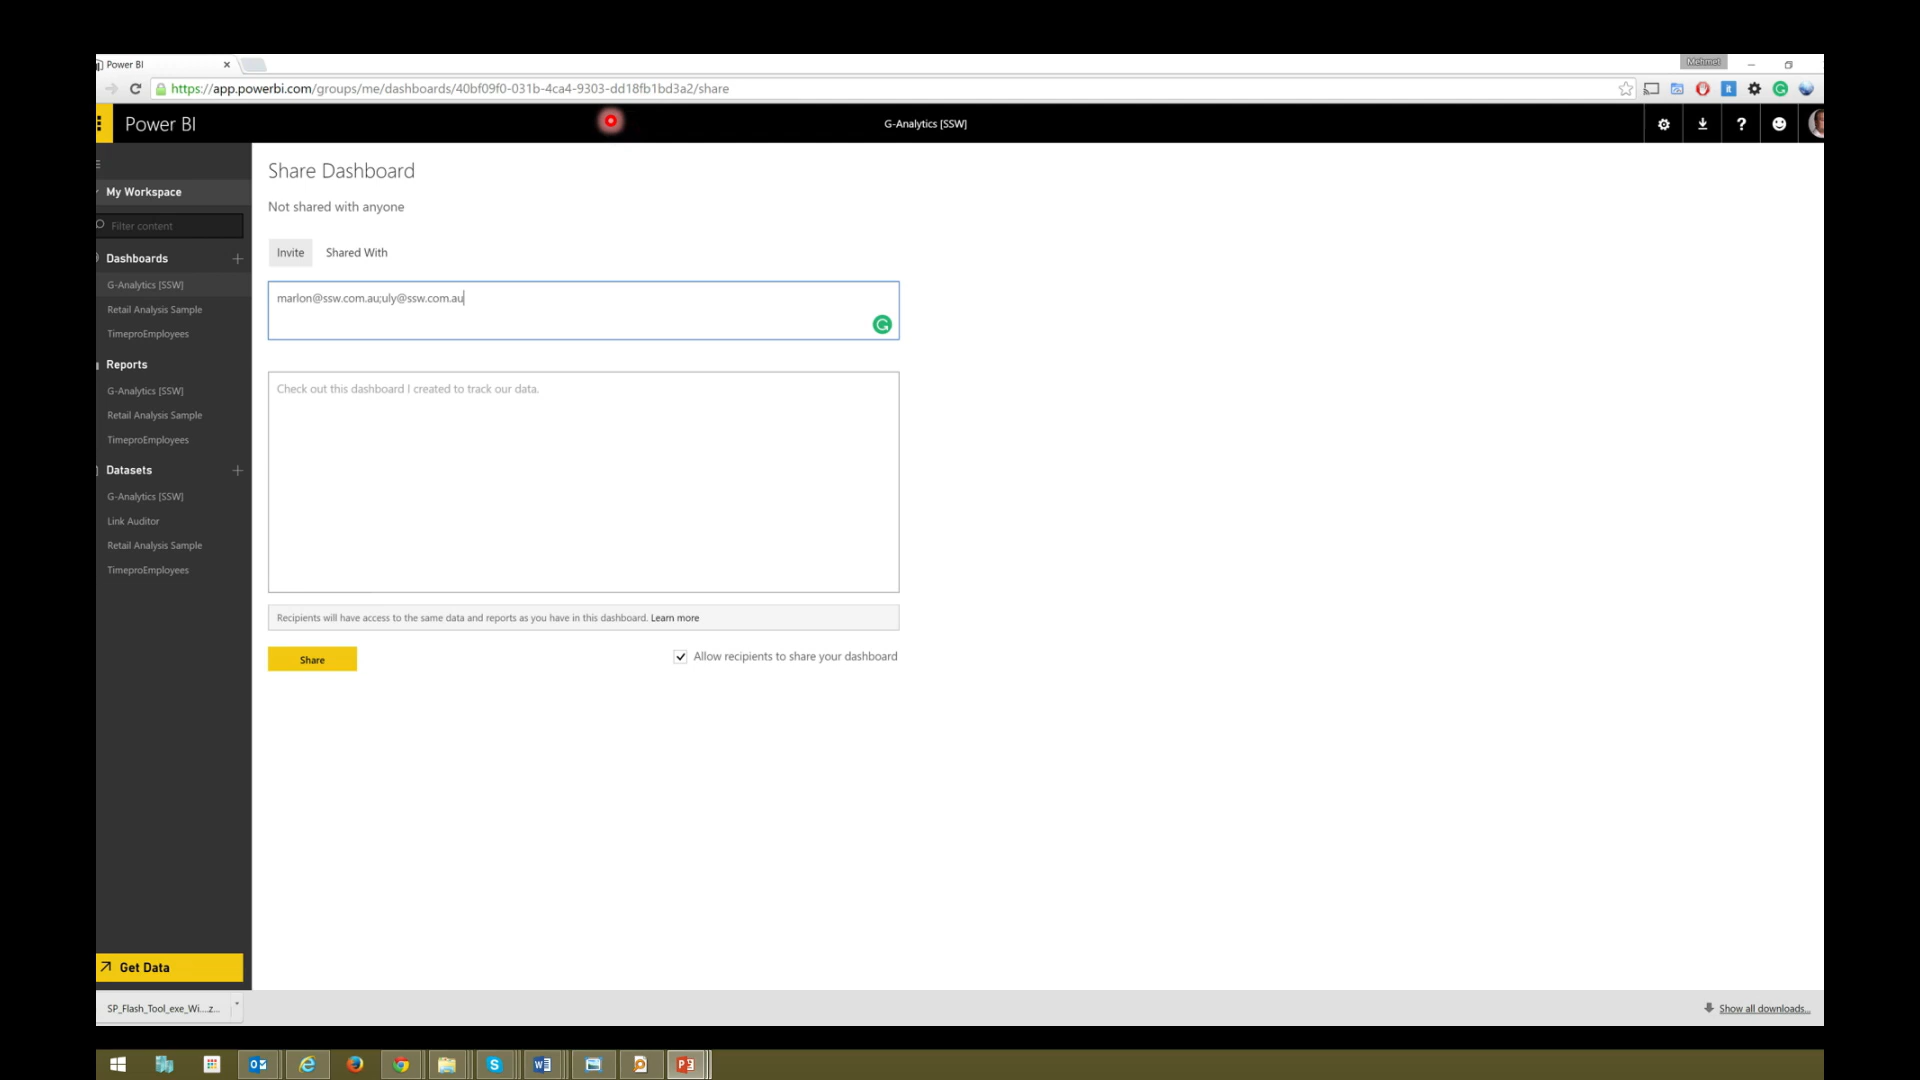 Power BI
Mehmet
https://app.powerbi.com/groups/me/dashboards/40bf09f0-031b-4ca4-9303-dd18fb1bd3a2/share
Power BI
G-Analytics [SSW]
?
My Workspace
Filter content
Dashboards
G-Analytics [SSW]
Retail Analysis Sample
TimeproEmployees
Reports
G-Analytics [SSW]
Retail Analysis Sample
TimeproEmployees
Datasets
G-Analytics [SSW]
Link Auditor
Retail Analysis Sample
TimeproEmployees
Get Data
Share Dashboard
Not shared with anyone
Invite Shared With
marlon@ssw.com.au;uly@ssw.com.au
Check out this dashboard I created to track our data.
Recipients will have access to the same data and reports as you have in this dashboard. Learn more
Share
Allow recipients to share your dashboard
SP_Flash_Tool_exe_Wi....z...
Show all downloads...